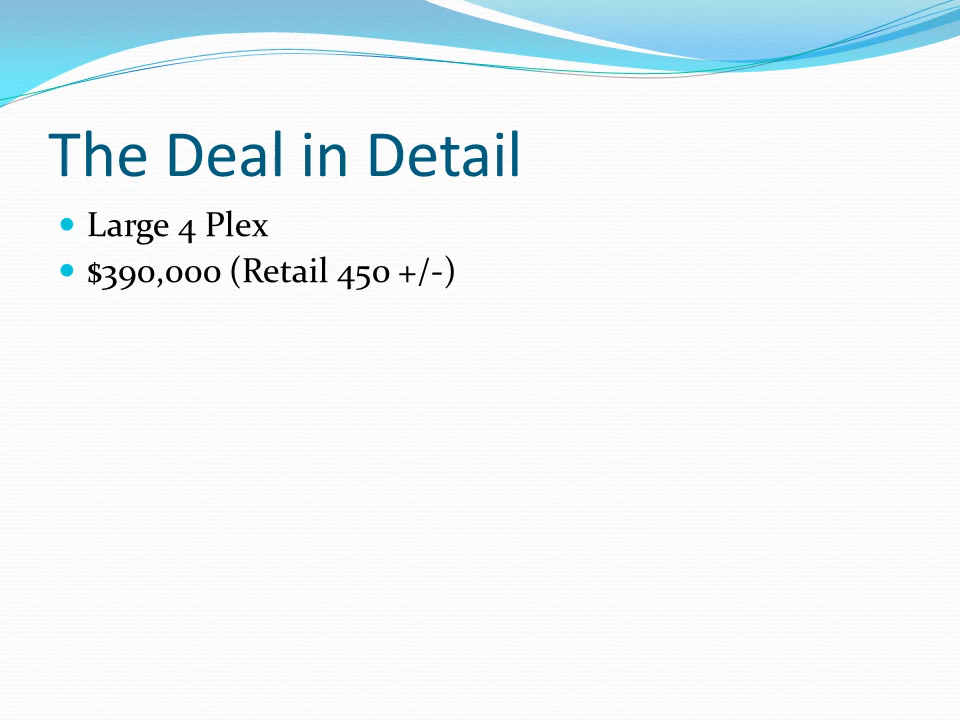 The Deal in Detail
Large 4 Plex
$390,000 (Retail 450 +/-)